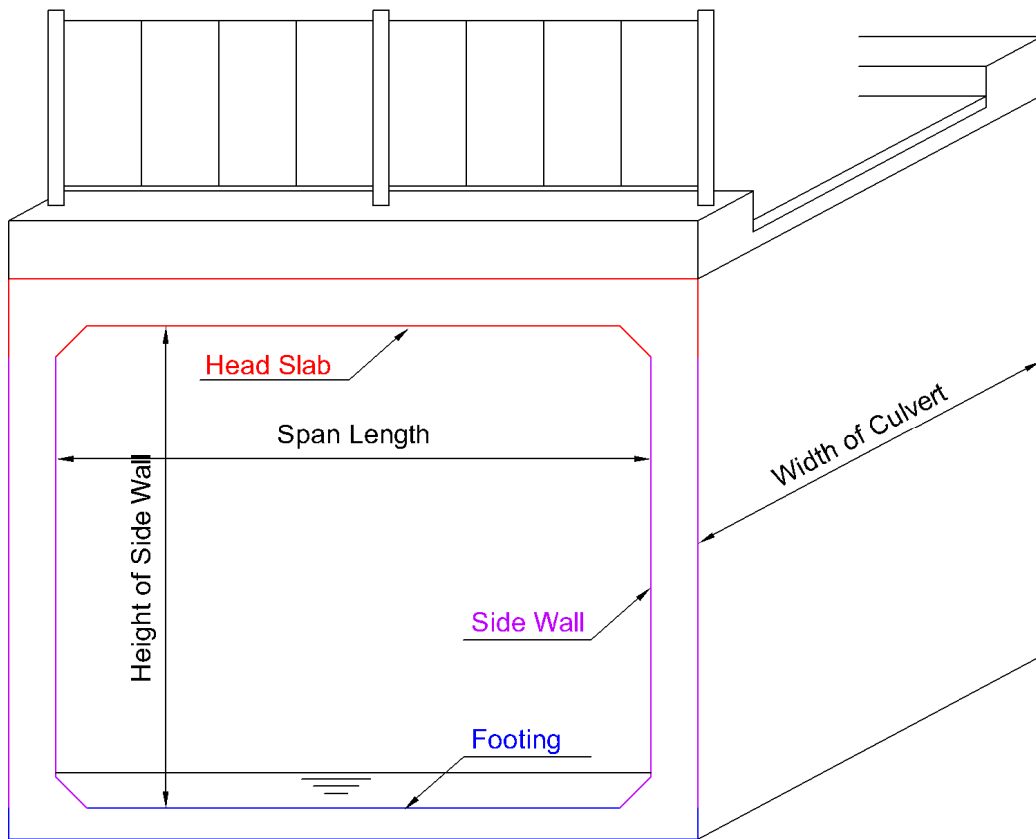 Head Slab
Span Length
Height of Side Wall
Width of Culvert
Side Wall
Footing